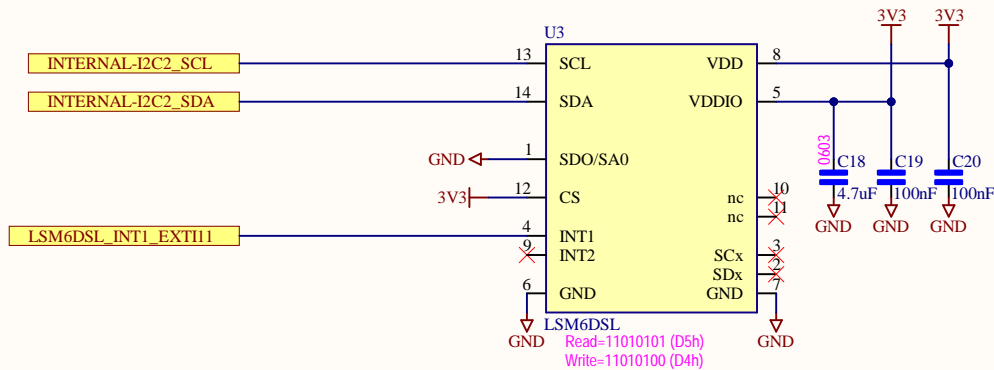 U3
3V3 3V3
INTERNAL-I2C2_SCL 13 SCL VDD 8
INTERNAL-I2C2_SDA 14 SDA VDDIO 5
GND 1 SDO/SA0 0603 C18 C19 C20
3V3 12 CS nc 10 4.7uF 100nF 100nF
nc 11 GND GND GND
LSM6DSL_INT1_EXTI11 4 INT1
9 INT2 SCx 3
SDx 2
6 GND GND 7
GND LSM6DSL GND
Read=11010101 (D5h)
Write=11010100 (D4h)